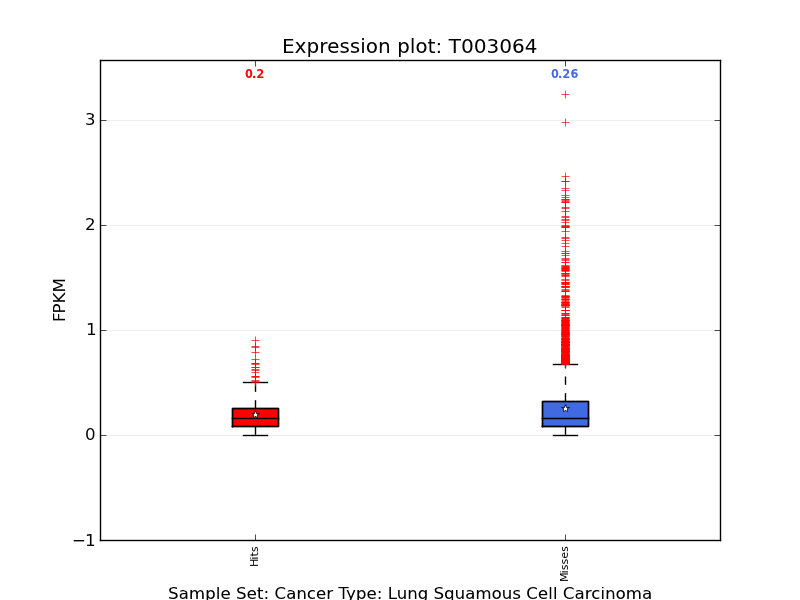 Expression plot: T003064
0.2
0.26
3
2
1
0
−1
FPKM
Hits
Misses
Sample Set: Cancer Type: Lung Squamous Cell Carcinoma